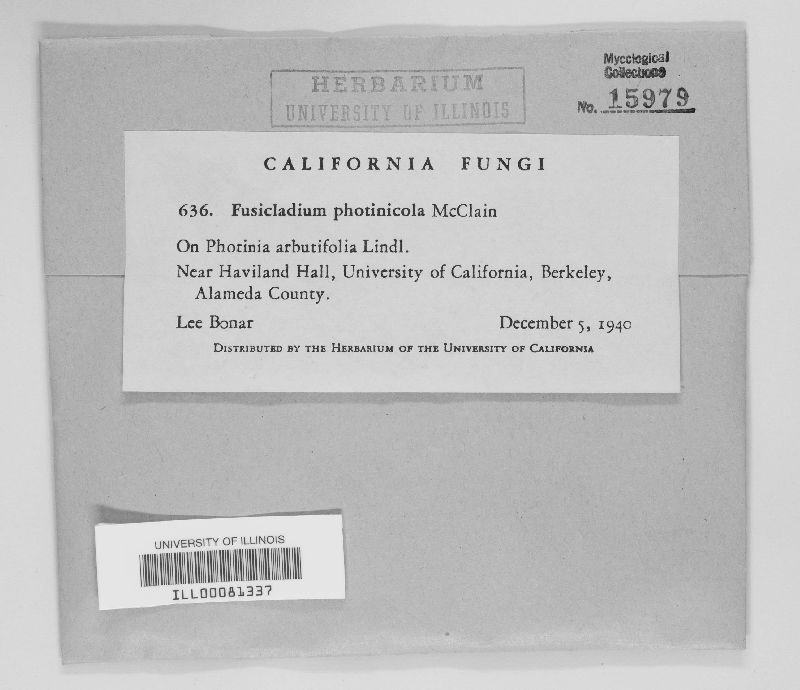 HERBARIUM
UNIVERSITY OF ILLINOIS
Mycological
Collections
No. 15979
CALIFORNIA FUNGI
636. Fusicladium photinicola McClain
On Photinia arbutifolia Lindl.
Near Haviland Hall, University of California, Berkeley,
Alameda County.
Lee Bonar December 5, 1940
DISTRIBUTED BY THE HERBARIUM OF THE UNIVERSITY OF CALIFORNIA
UNIVERSITY OF ILLINOIS
ILL00081337